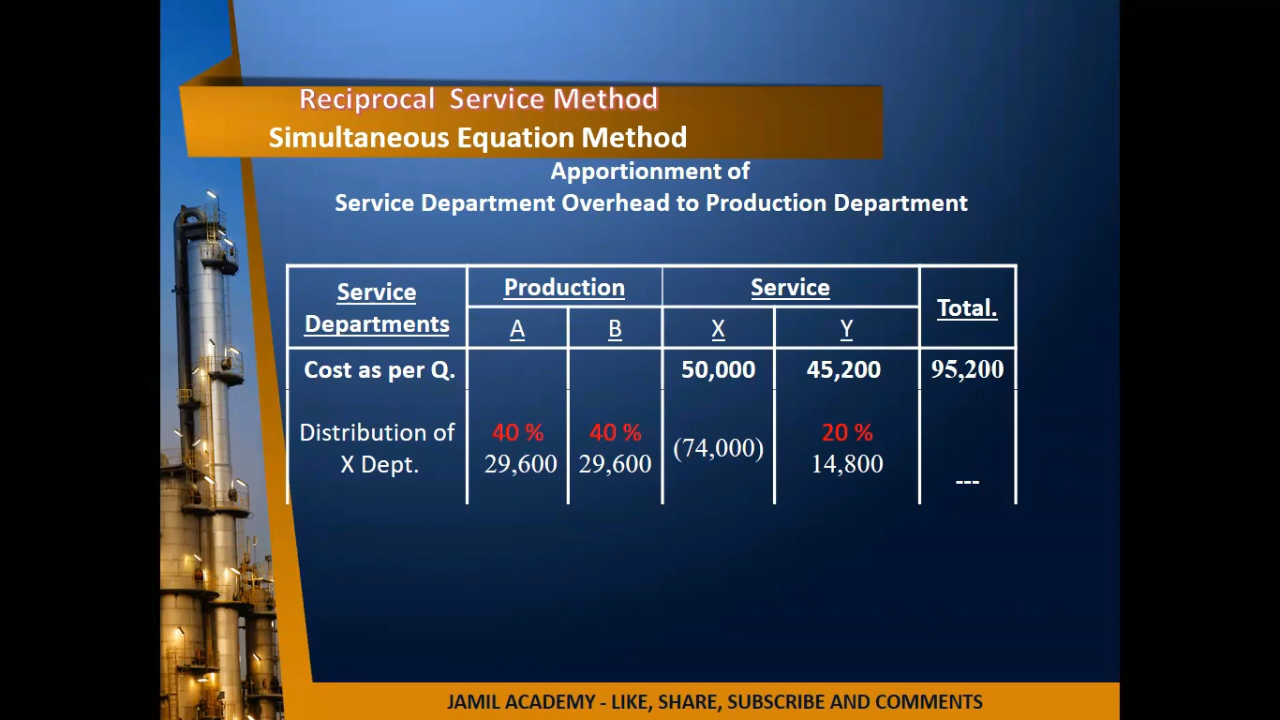 Reciprocal Service Method
Simultaneous Equation Method
Apportionment of
Service Department Overhead to Production Department
Service Departments Production Service Total.
A B X Y
Cost as per Q. 50,000 45,200 95,200
Distribution of X Dept. 40 % 40 % (74,000) 20 %
29,600 29,600 14,800 ---
JAMIL ACADEMY - LIKE, SHARE, SUBSCRIBE AND COMMENTS